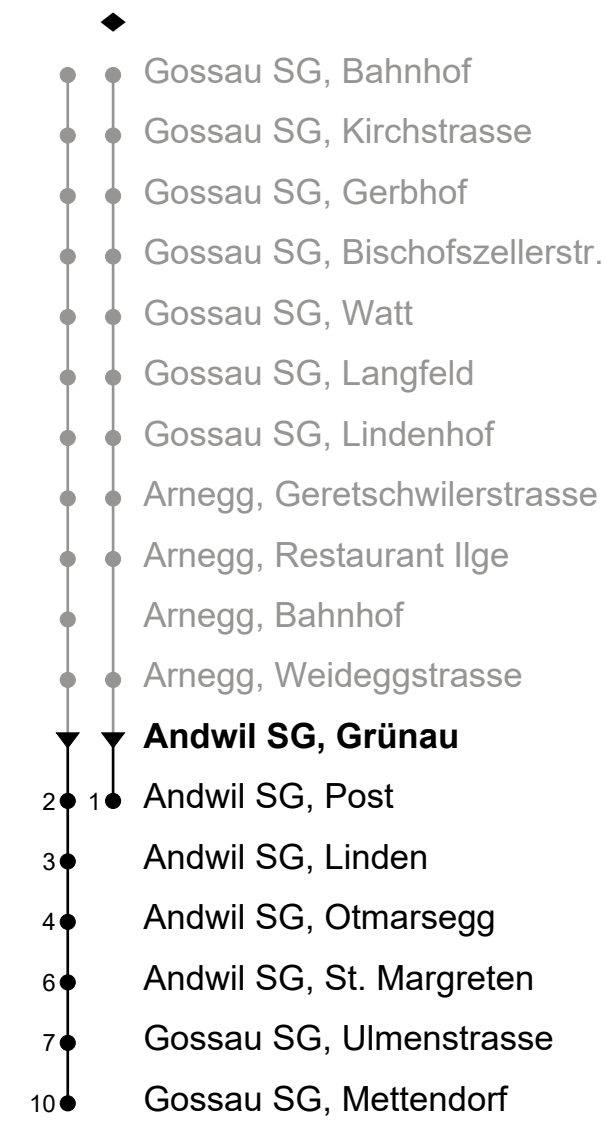 Gossau SG, Bahnhof
Gossau SG, Kirchstrasse
Gossau SG, Gerbhof
Gossau SG, Bischofszellerstr.
Gossau SG, Watt
Gossau SG, Langfeld
Gossau SG, Lindenhof
Arnegg, Geretschwilerstrasse
Arnegg, Restaurant Ilge
Arnegg, Bahnhof
Arnegg, Weideggstrasse
Andwil SG, Grünau
2 1 Andwil SG, Post
3 Andwil SG, Linden
4 Andwil SG, Otmarsegg
6 Andwil SG, St. Margreten
7 Gossau SG, Ulmenstrasse
10 Gossau SG, Mettendorf